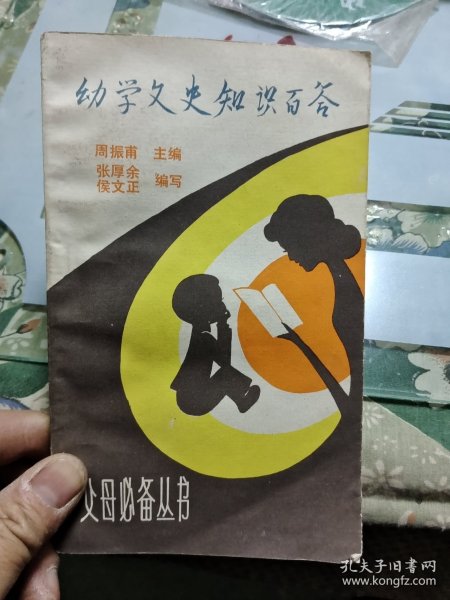 幼学文史知识百答
周振甫 主编
张厚余
侯文正 编写
父母必备丛书
孔夫子旧书网
www.kongfz.com